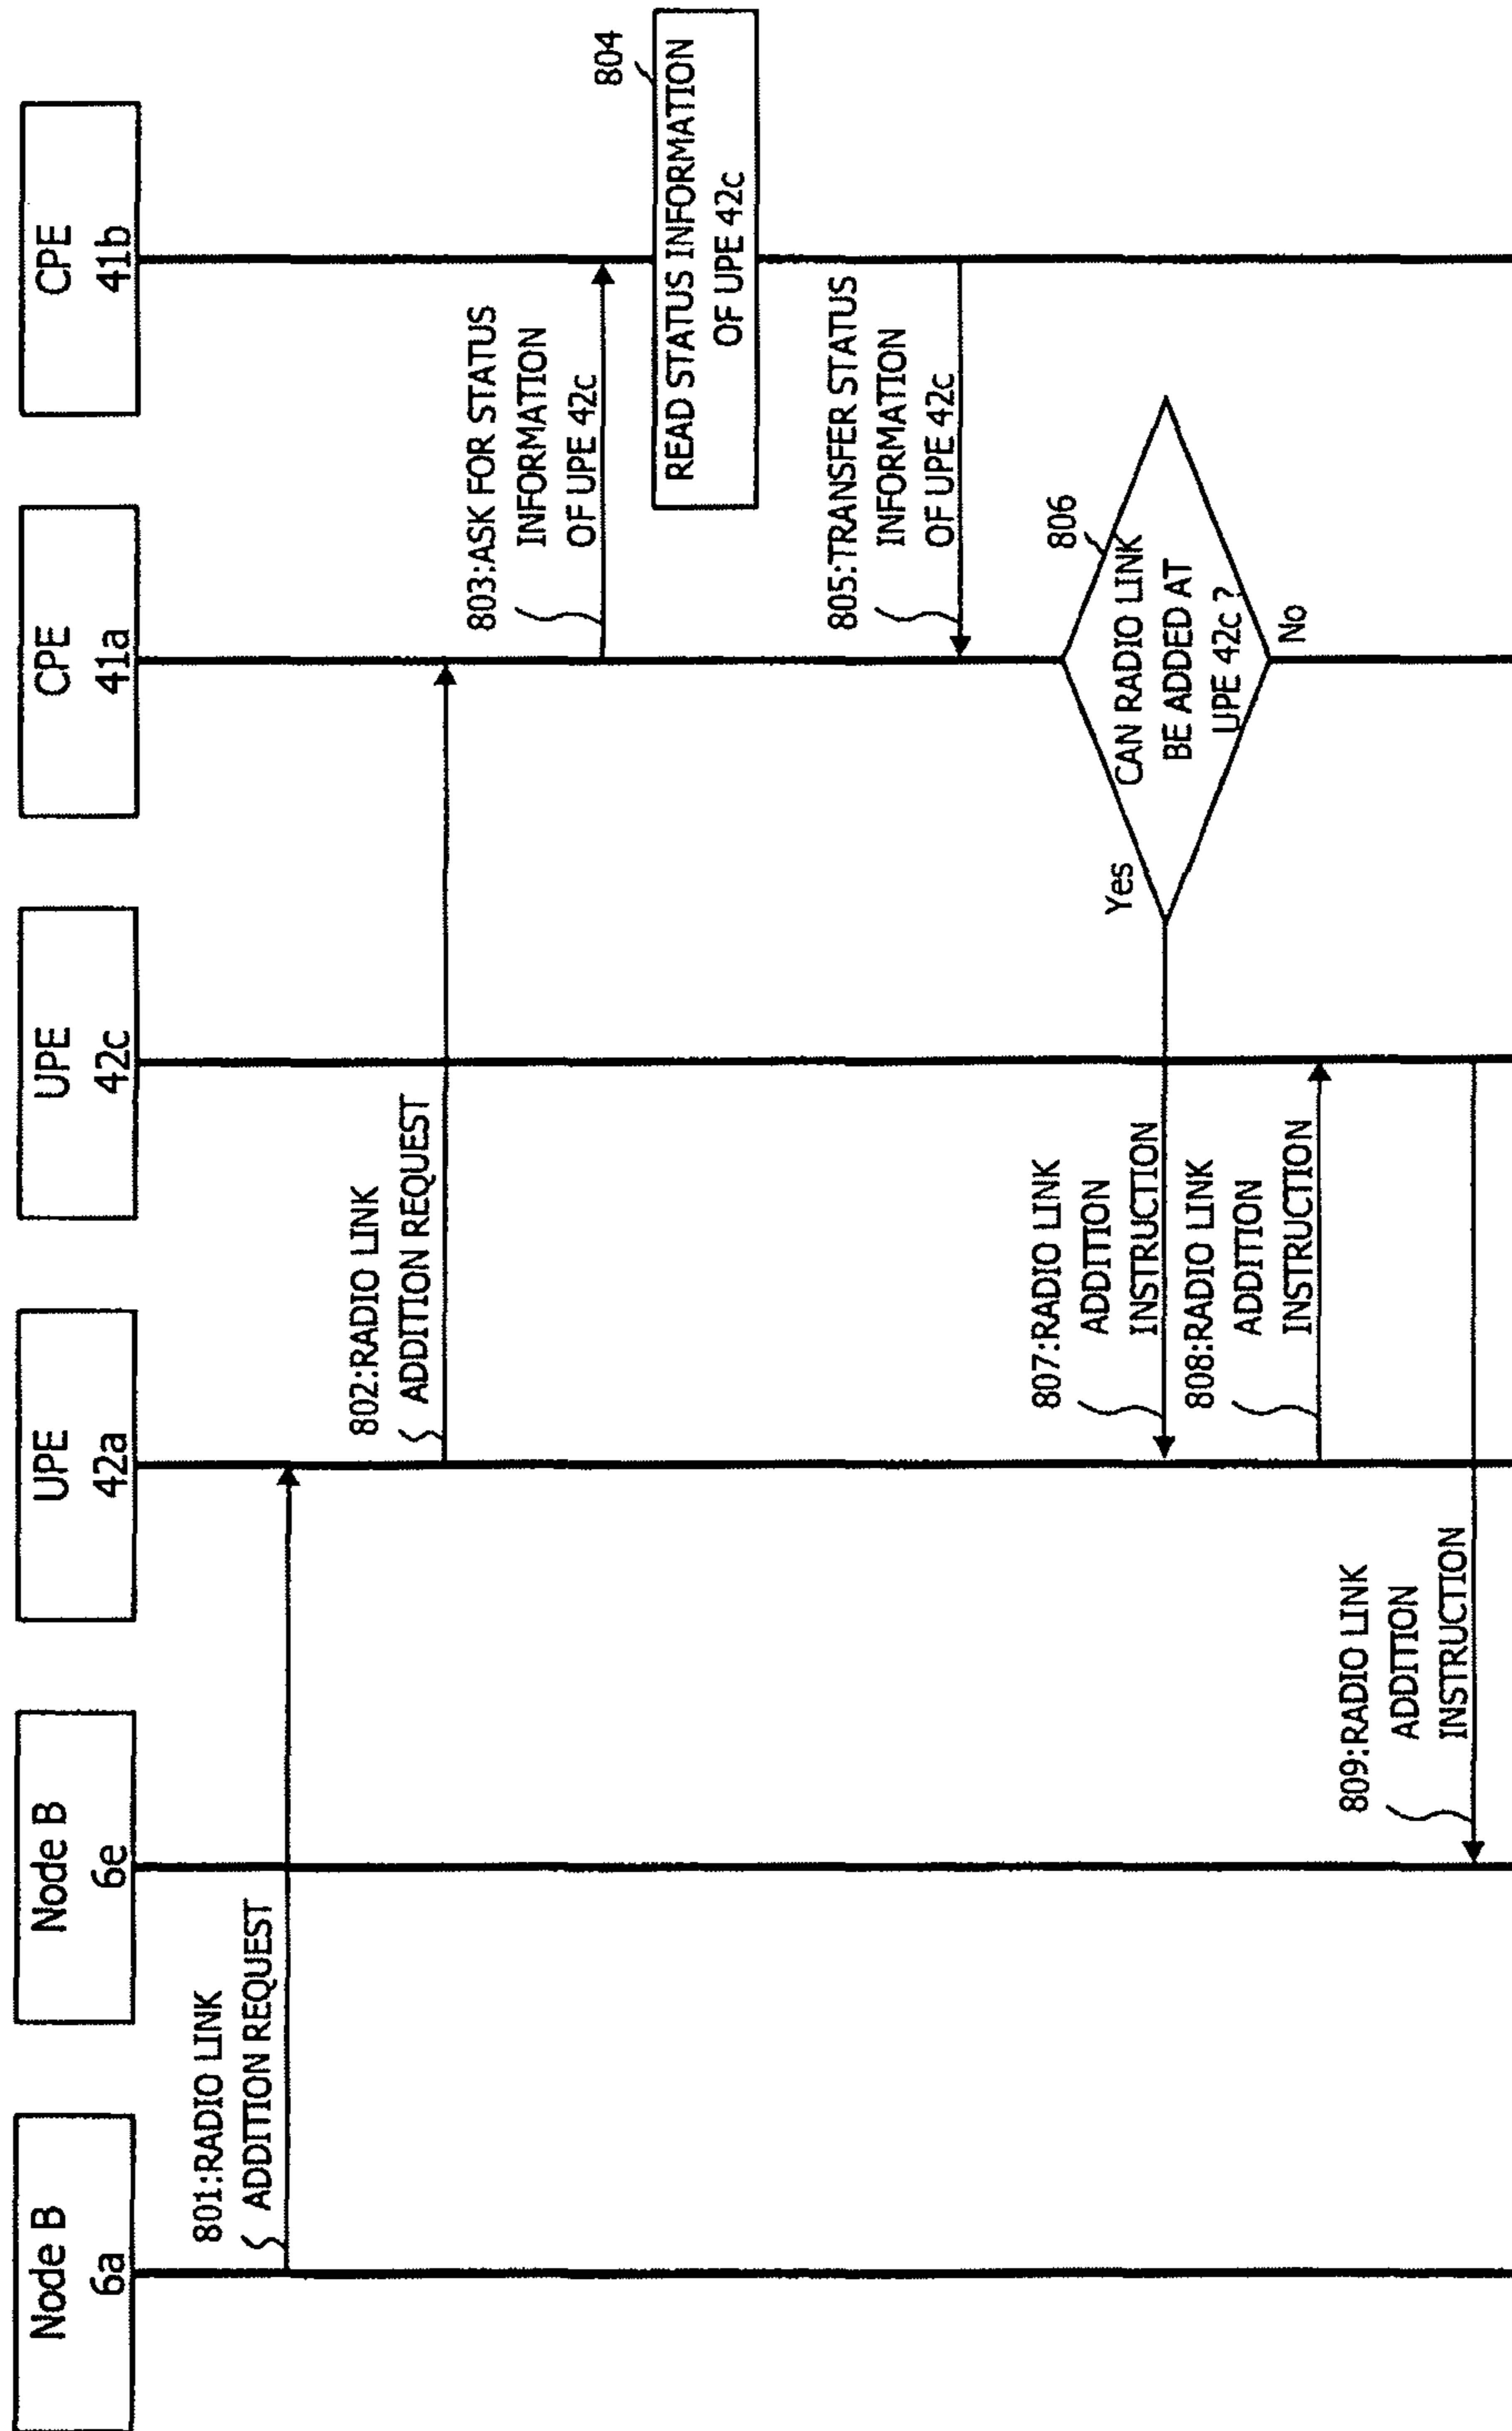 Node B
6a
Node B
6e
UPE
42a
UPE
42c
CPE
41a
CPE
41b
801:RADIO LINK
ADDITION REQUEST
802:RADIO LINK
ADDITION REQUEST
803:ASK FOR STATUS
INFORMATION
OF UPE 42c
804
READ STATUS INFORMATION
OF UPE 42c
805:TRANSFER STATUS
INFORMATION
OF UPE 42c
806
CAN RADIO LINK
BE ADDED AT
UPE 42c ?
Yes
No
807:RADIO LINK
ADDITION
INSTRUCTION
808:RADIO LINK
ADDITION
INSTRUCTION
809:RADIO LINK
ADDITION
INSTRUCTION